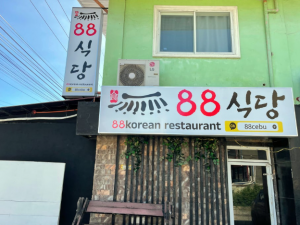 88
식
당
88 식당
88korean restaurant
88cebu